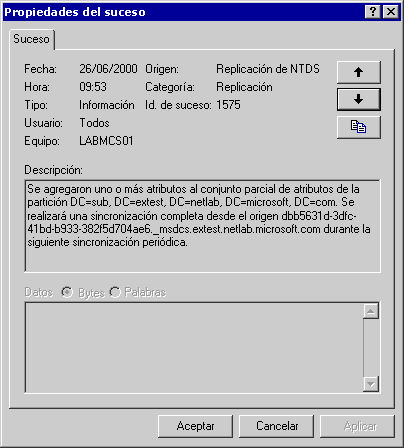 Propiedades del suceso
Suceso
Fecha: 26/06/2000 Origen: Replicación de NTDS
Hora: 09:53 Categoría: Replicación
Tipo: Información Id. de suceso: 1575
Usuario: Todos
Equipo: LABMCS01
Descripción:
Se agregaron uno o más atributos al conjunto parcial de atributos de la
partición DC=sub, DC=extest, DC=netlab, DC=microsoft, DC=com. Se
realizará una sincronización completa desde el origen dbb5631d-3dfc-
41bd-b933-382f5d704ae6._msdcs.extest.netlab.microsoft.com durante la
siguiente sincronización periódica.
Datos Bytes Palabras
Aceptar Cancelar Aplicar